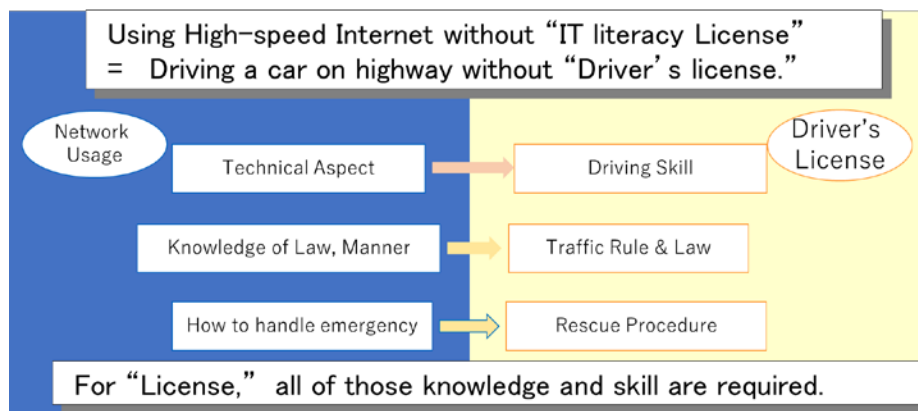 Using High-speed Internet without “IT literacy License”
= Driving a car on highway without “Driver’s license.”
Network
Usage
Driver's
License
Technical Aspect
Driving Skill
Knowledge of Law, Manner
Traffic Rule & Law
How to handle emergency
Rescue Procedure
For “License,” all of those knowledge and skill are required.